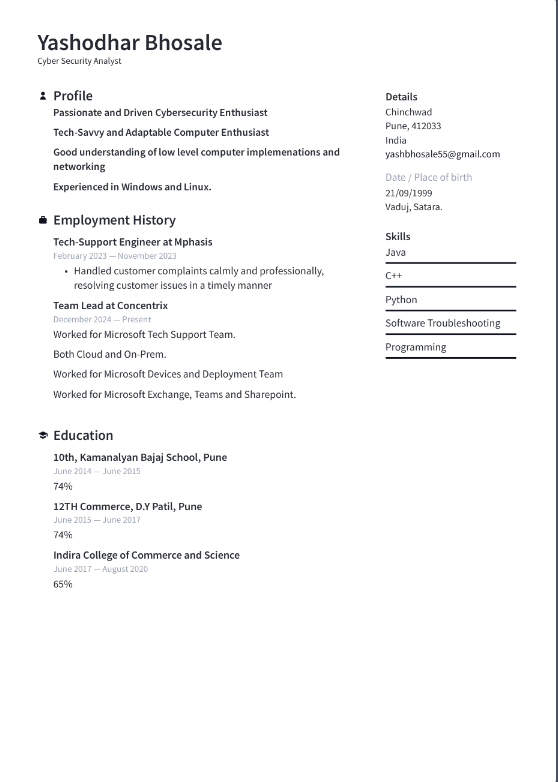 Yashodhar Bhosale
Cyber Security Analyst
Profile
Passionate and Driven Cybersecurity Enthusiast
Tech-Savvy and Adaptable Computer Enthusiast
Good understanding of low level computer implemenations and
networking
Experienced in Windows and Linux.
Employment History
Tech-Support Engineer at Mphasis
February 2023 — November 2023
• Handled customer complaints calmly and professionally,
resolving customer issues in a timely manner
Team Lead at Concentrix
December 2024 — Present
Worked for Microsoft Tech Support Team.
Both Cloud and On-Prem.
Worked for Microsoft Devices and Deployment Team
Worked for Microsoft Exchange, Teams and Sharepoint.
Education
10th, Kamanalyan Bajaj School, Pune
June 2014 — June 2015
74%
12TH Commerce, D.Y Patil, Pune
June 2015 — June 2017
74%
Indira College of Commerce and Science
June 2017 — August 2020
65%
Details
Chinchwad
Pune, 412033
India
yashbhosale55@gmail.com
Date / Place of birth
21/09/1999
Vaduj, Satara.
Skills
Java
C++
Python
Software Troubleshooting
Programming